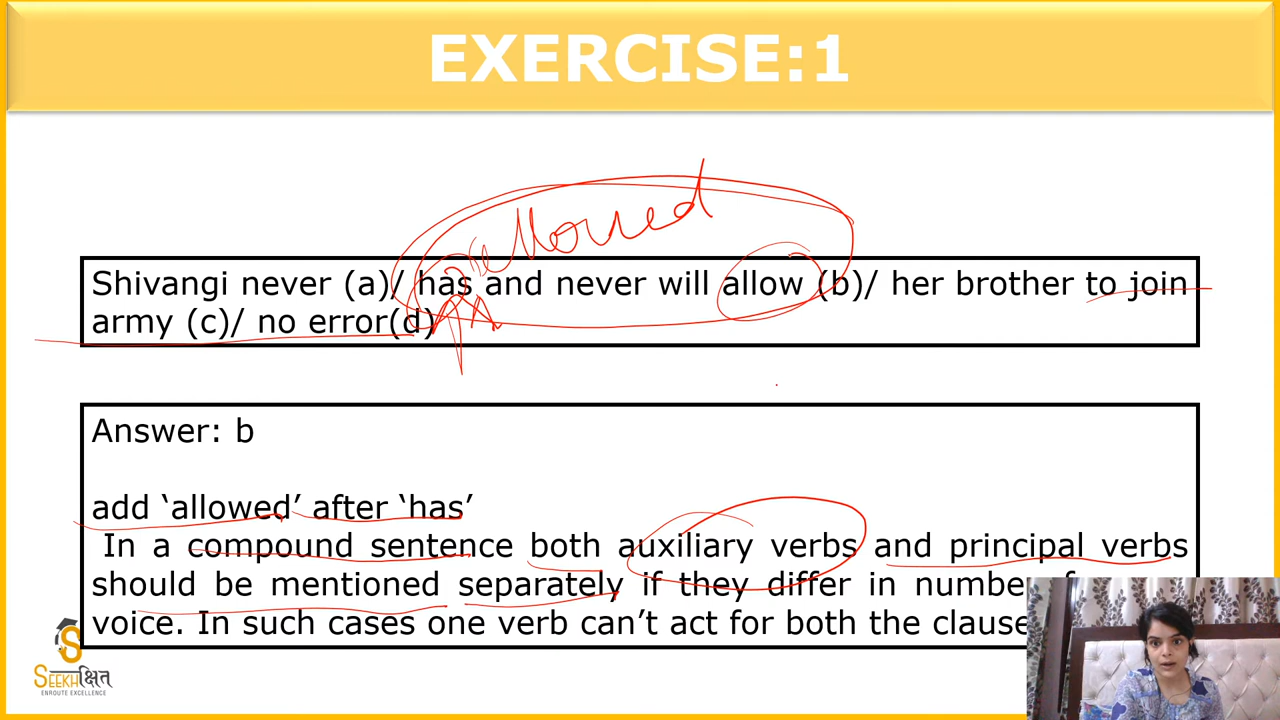 EXERCISE:1
allowed
Shivangi never (a)/ has and never will allow (b)/ her brother to join
army (c)/ no error(d)
Answer: b
add ‘allowed’ after ‘has’
In a compound sentence both auxiliary verbs and principal verbs
should be mentioned separately if they differ in number
voice. In such cases one verb can’t act for both the clause
SEEKHक्षित
ENROUTE EXCELLENCE